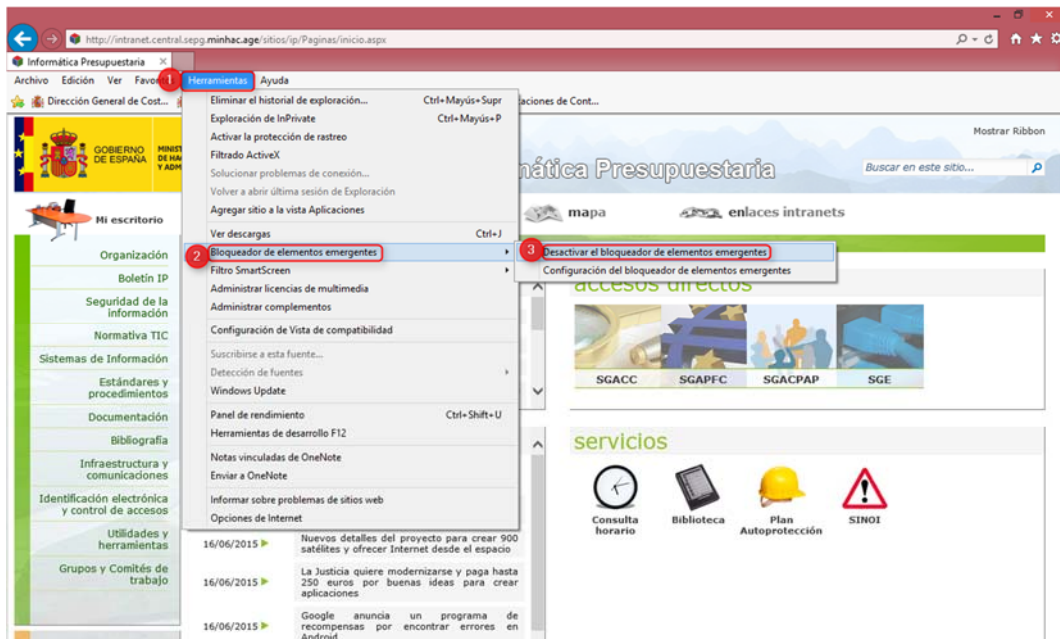 http://intranet.central.sepg.minhac.age/sitios/ip/Paginas/inicio.aspx
Informática Presupuestaria
Archivo Edición Ver 1 Herramientas Ayuda
Dirección General de Cost... aciones de Cont...
Eliminar el historial de exploración... Ctrl+Mayús+Supr
Exploración de InPrivate Ctrl+Mayús+P
Activar la protección de rastreo
Filtrado ActiveX
Solucionar problemas de conexión...
Volver a abrir última sesión de Exploración
Agregar sitio a la vista Aplicaciones
Ver descargas Ctrl+J
2 Bloqueador de elementos emergentes
Filtro SmartScreen
Administrar licencias de multimedia
Administrar complementos
Configuración de Vista de compatibilidad
Suscribirse a esta fuente...
Detección de fuentes
Windows Update
Panel de rendimiento Ctrl+Shift+U
Herramientas de desarrollo F12
Notas vinculadas de OneNote
Enviar a OneNote
Informar sobre problemas de sitios web
Opciones de Internet
3 Desactivar el bloqueador de elementos emergentes
Configuración del bloqueador de elementos emergentes
GOBIERNO
DE ESPAÑA
MINIST
DE HA
Y ADM
mática Presupuestaria
Mostrar Ribbon
Buscar en este sitio...
Mi escritorio
mapa
enlaces intranets
Organización
Boletín IP
Seguridad de la
información
Normativa TIC
Sistemas de Información
Estándares y
procedimientos
Documentación
Bibliografía
Infraestructura y
comunicaciones
Identificación electrónica
y control de accesos
Utilidades y
herramientas
Grupos y Comités de
trabajo
accesos directos
SGACC SGAPFC SGACPAP SGE
servicios
Consulta
horario
Biblioteca
Plan
Autoprotección
SINOI
16/06/2015
Nuevos detalles del proyecto para crear 900
satélites y ofrecer Internet desde el espacio
16/06/2015
La Justicia quiere modernizarse y paga hasta
250 euros por buenas ideas para crear
aplicaciones
16/06/2015
Google anuncia un programa de
recompensas por encontrar errores en
Android